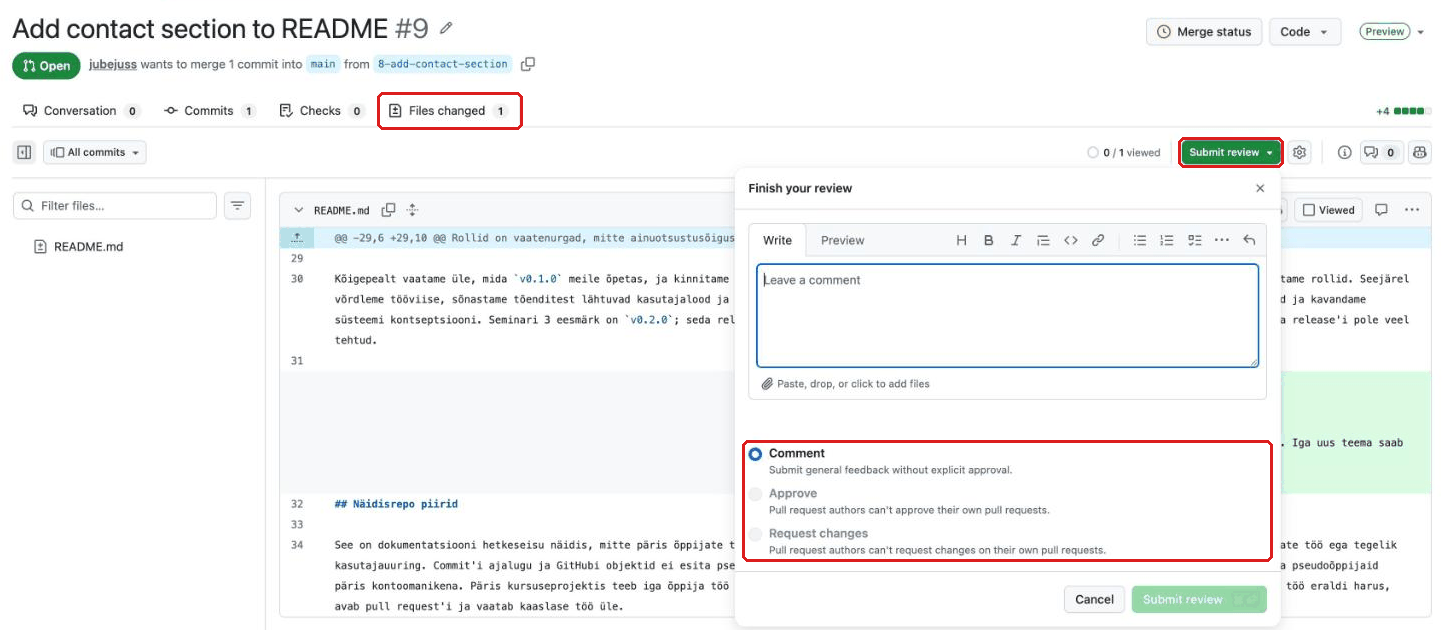 Add contact section to README #9
Merge status
Code
Preview
Open
jubejuss wants to merge 1 commit into main from 8-add-contact-section
Conversation 0
Commits 1
Checks 0
Files changed 1
+4
All commits
0 / 1 viewed
Submit review
0
Filter files...
README.md
README.md
Viewed
@@ -29,6 +29,10 @@ Rollid on vaatenurgad, mitte ainuotsustusõigus
29
30 Kõigepealt vaatame üle, mida `v0.1.0` meile õpetas, ja kinnitame
tame rollid. Seejärel
võrdleme tööviise, sõnastame tõenditest lähtuvad kasutajalood ja
d ja kavandame
süsteemi kontseptsiooni. Seminari 3 eesmärk on `v0.2.0`; seda rel
a release'i pole veel
tehtud.
31
. Iga uus teema saab
32 ## Näidisrepo piirid
33
34 See on dokumentatsiooni hetkeseisu näidis, mitte päris õppijate t
ate töö ega tegelik
kasutajauuring. Commit'i ajalugu ja GitHubi objektid ei esita pse
a pseudoõppijaid
päris kontoomanikena. Päris kursuseprojektis teeb iga õppija töö
töö eraldi harus,
avab pull request'i ja vaatab kaaslase töö üle.
Finish your review
Write
Preview
Leave a comment
Paste, drop, or click to add files
Comment
Submit general feedback without explicit approval.
Approve
Pull request authors can't approve their own pull requests.
Request changes
Pull request authors can't request changes on their own pull requests.
Cancel
Submit review